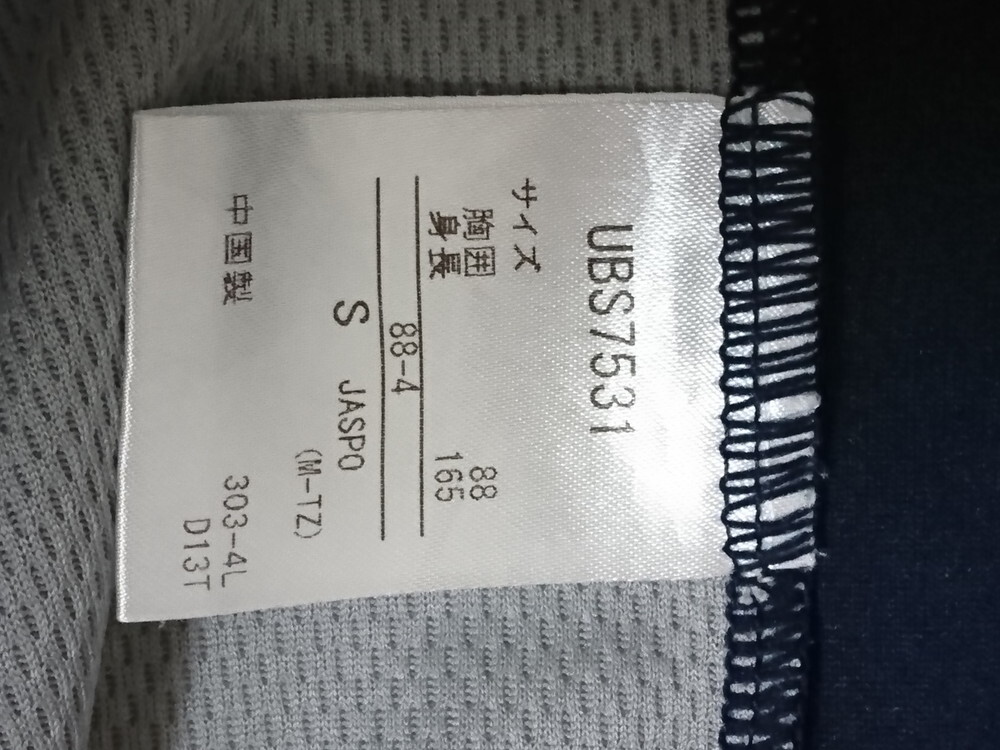 UBS7531
サイズ
胸囲 88
身長 165
88-4
S JASPO
(M-TZ)
中国製 303-4L
D13T